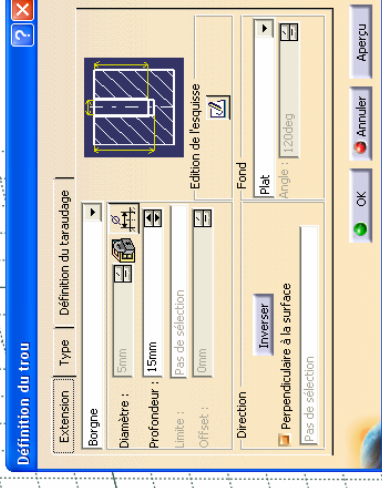 Définition du trou
Extension
Type
Définition du taraudage
Borgne
Diamètre :
5mm
Profondeur :
15mm
Limite :
Pas de sélection
Offset :
0mm
Edition de l'esquisse
Direction
Inverser
Perpendiculaire à la surface
Pas de sélection
Fond
Plat
Angle :
120deg
OK
Annuler
Aperçu